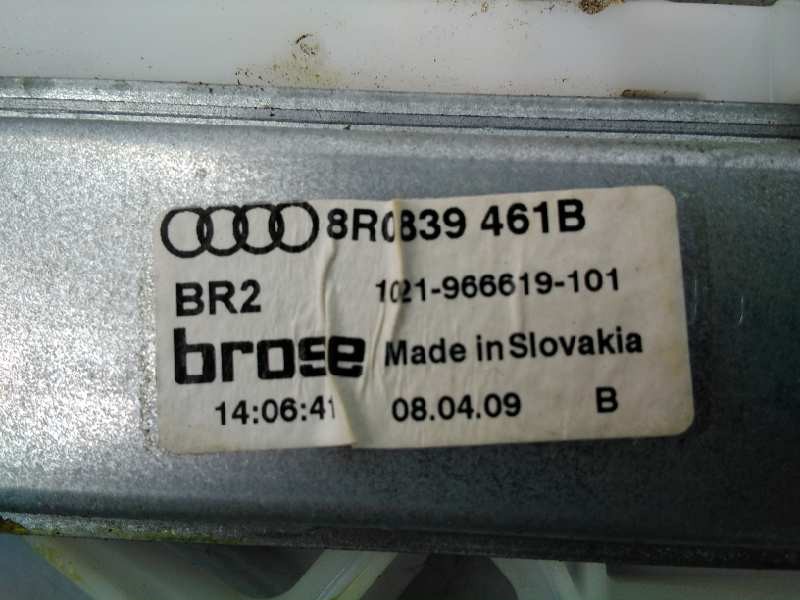 8R0839 461B
BR2 1021-966619-101
brose Made in Slovakia
14:06:41 08.04.09 B